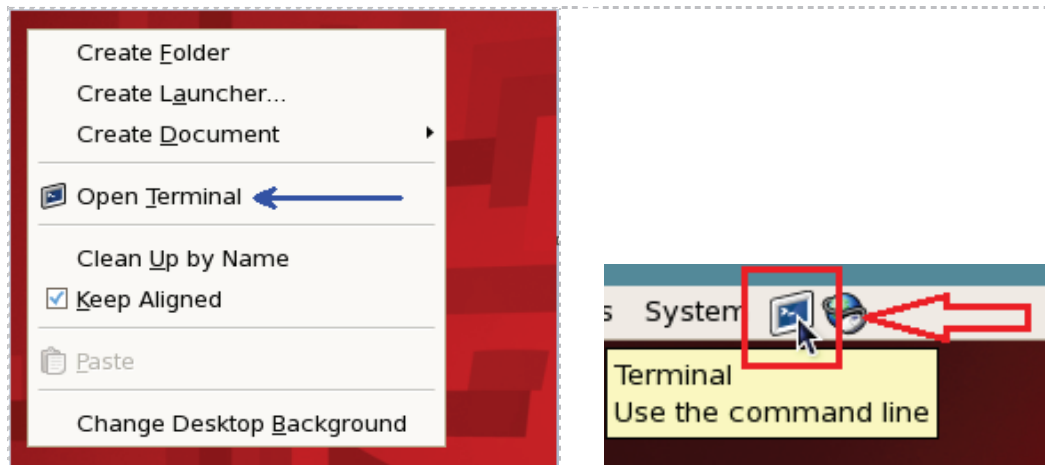 Create Folder
Create Launcher...
Create Document
Open Terminal
Clean Up by Name
Keep Aligned
Paste
Change Desktop Background
s System
Terminal
Use the command line